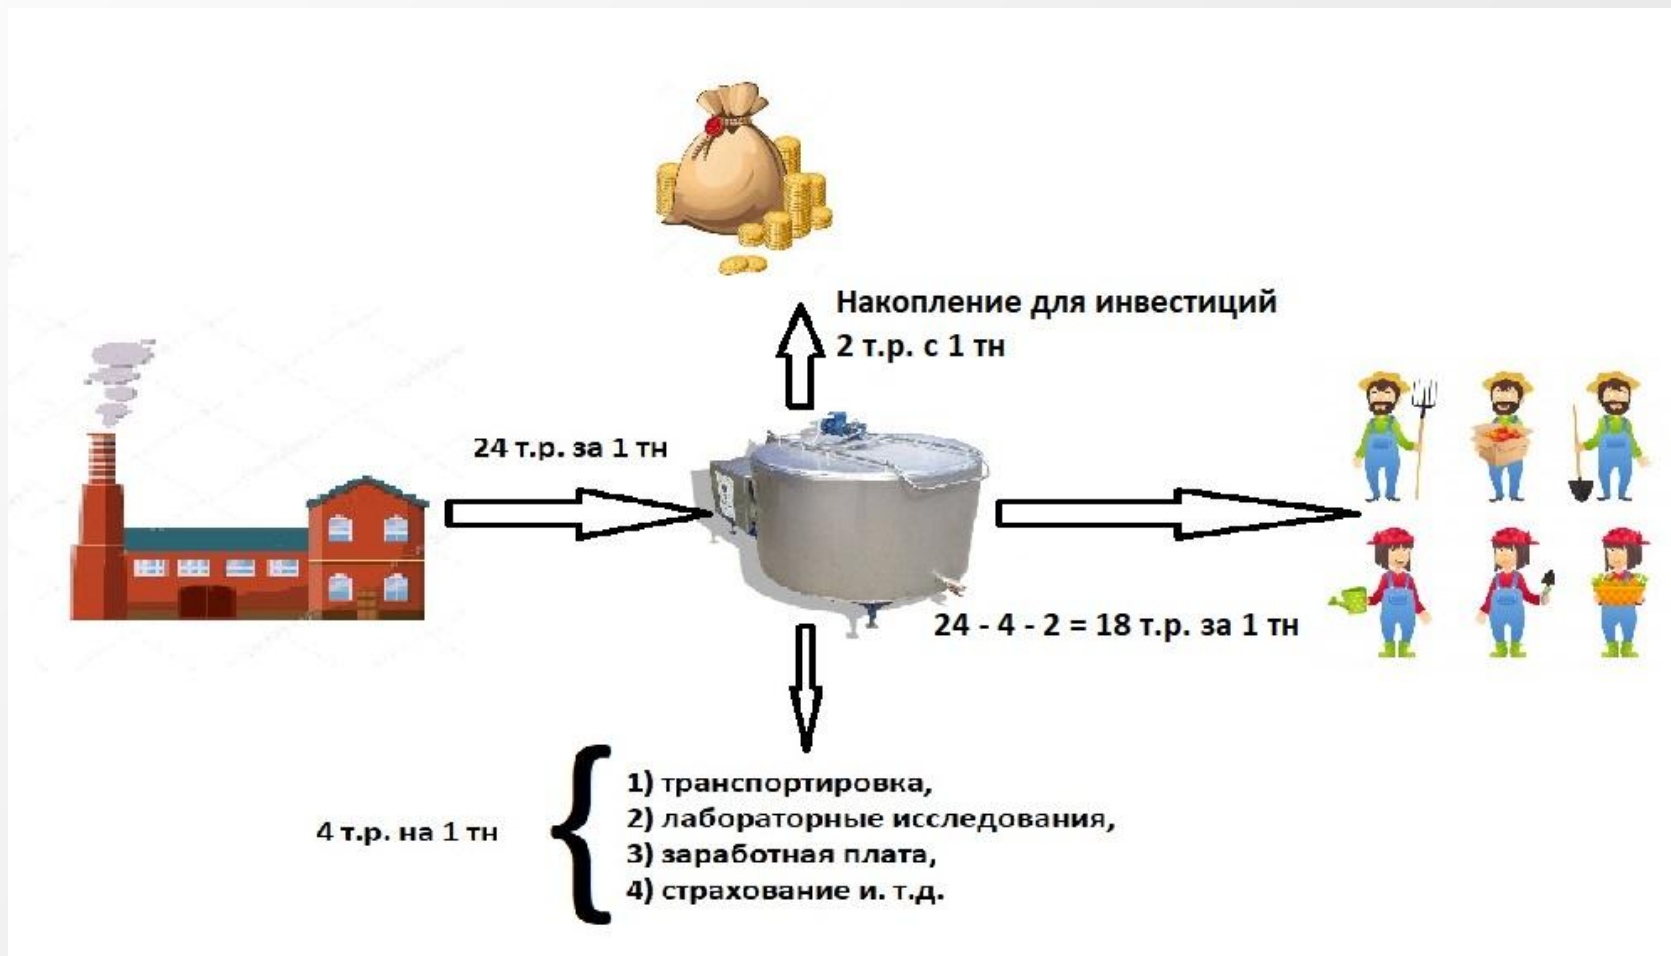 Накопление для инвестиций
2 т.р. с 1 тн
24 т.р. за 1 тн
24 - 4 - 2 = 18 т.р. за 1 тн
4 т.р. на 1 тн
1) транспортировка,
2) лабораторные исследования,
3) заработная плата,
4) страхование и. т.д.